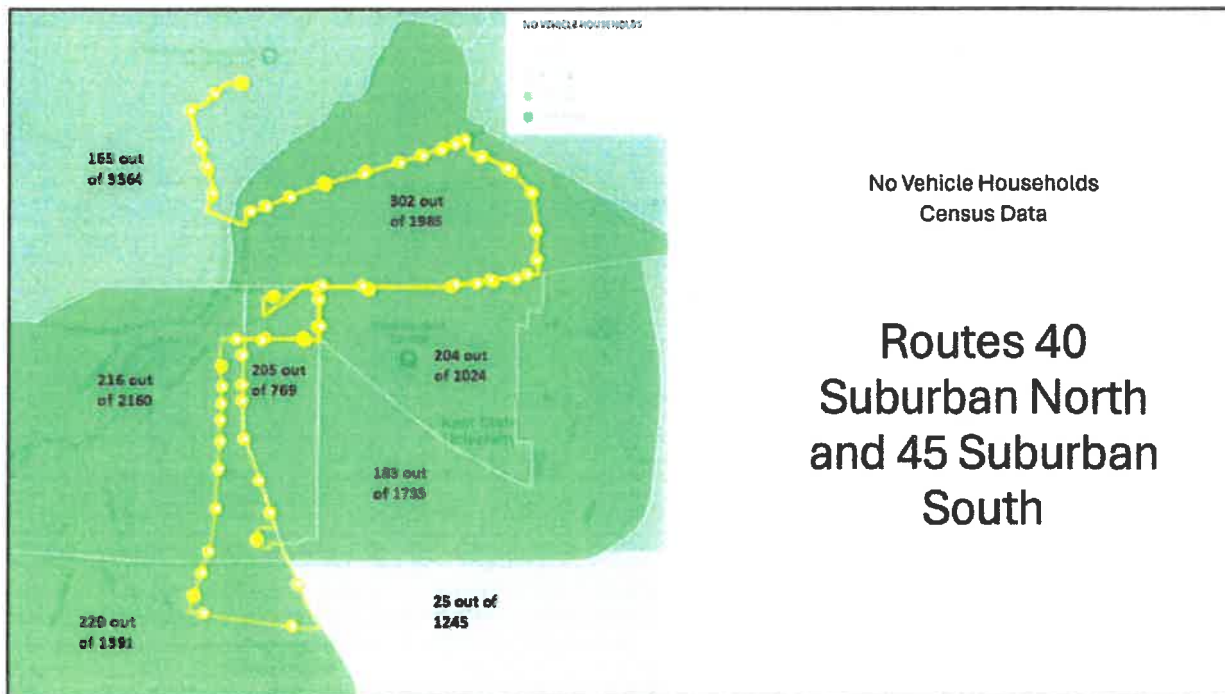 NO VEHICLE HOUSEHOLDS
165 out
of 3364
302 out
of 1985
216 out
of 2160
205 out
of 769
204 out
of 1024
Kent State
183 out
of 1735
220 out
of 1391
25 out of
1245
No Vehicle Households
Census Data
Routes 40
Suburban North
and 45 Suburban
South